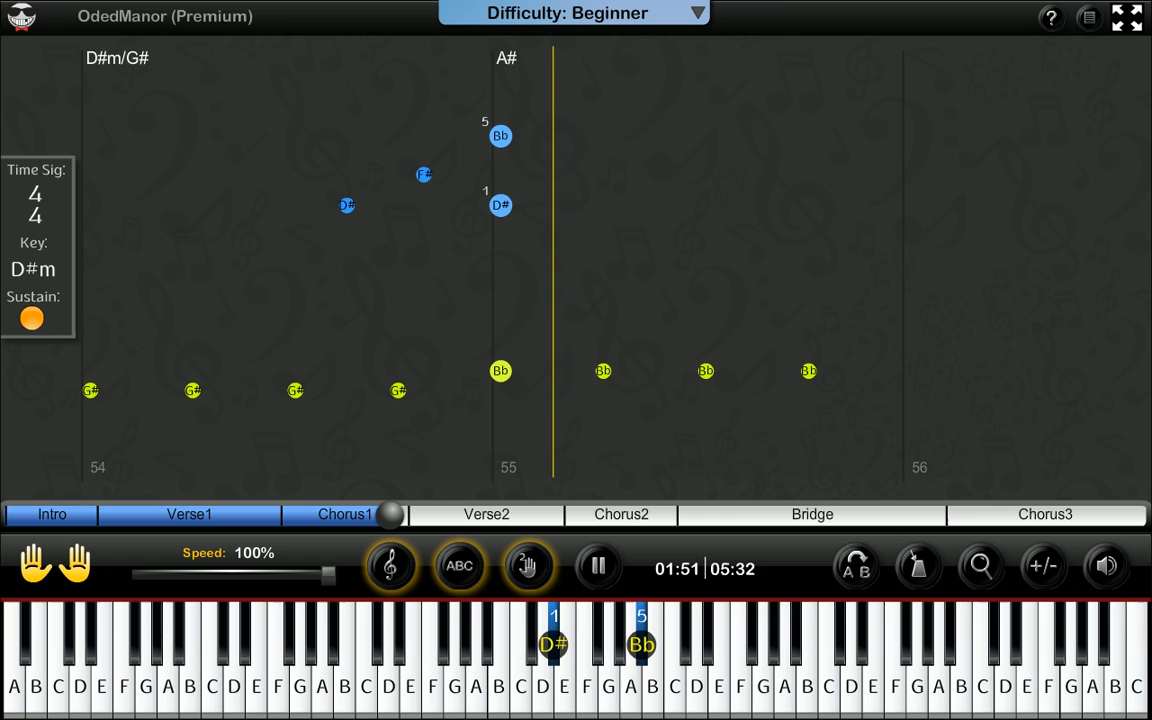 OdedManor (Premium)
Difficulty: Beginner
?
D#m/G#
A#
5
Bb
F#
Time Sig:
4
4
Key:
D#m
Sustain:
D#
1
D#
G# G# G# G#
Bb Bb Bb Bb
54 55 56
Intro Verse1 Chorus1 Verse2 Chorus2 Bridge Chorus3
Speed: 100%
ABC
2
01:51 | 05:32
A B
+/-
1 5
D# Bb
A B C D E F G A B C D E F G A B C D E F G A B C D E F G A B C D E F G A B C D E F G A B C D E F G A B C